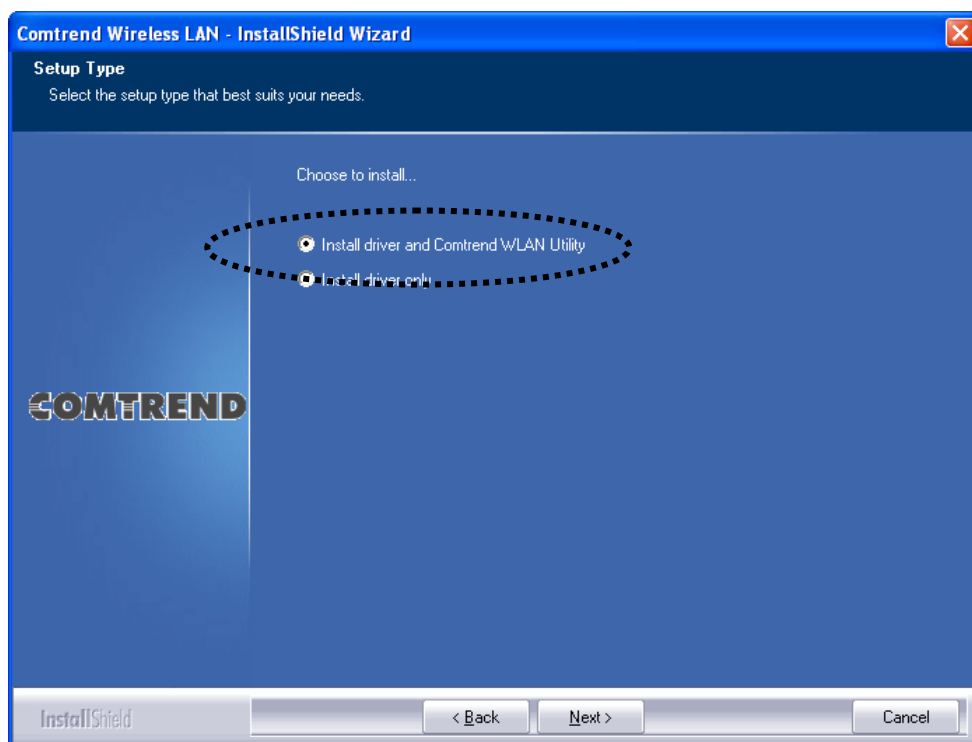 Comtrend Wireless LAN - InstallShield Wizard
Setup Type
Select the setup type that best suits your needs.
Choose to install...
Install driver and Comtrend WLAN Utility
Install driver only
COMTREND
InstallShield
< Back
Next >
Cancel